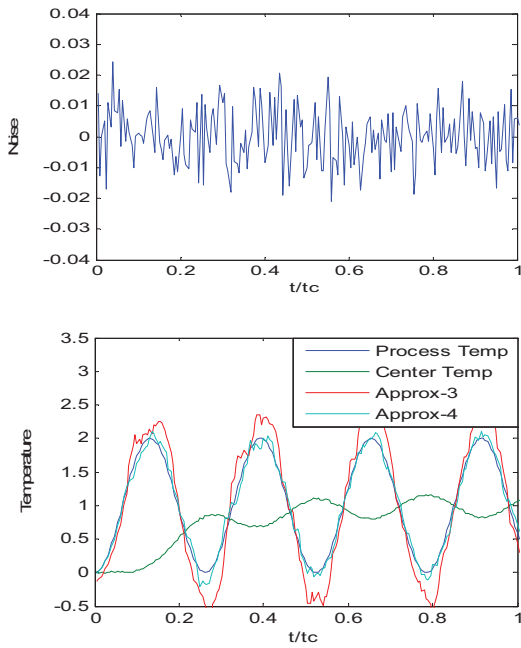 0.04
0.03
0.02
0.01
0
-0.01
-0.02
-0.03
-0.04
Noise
0 0.2 0.4 0.6 0.8 1
t/tc
3.5
3
2.5
2
1.5
1
0.5
0
-0.5
Temperature
Process Temp
Center Temp
Approx-3
Approx-4
0 0.2 0.4 0.6 0.8 1
t/tc